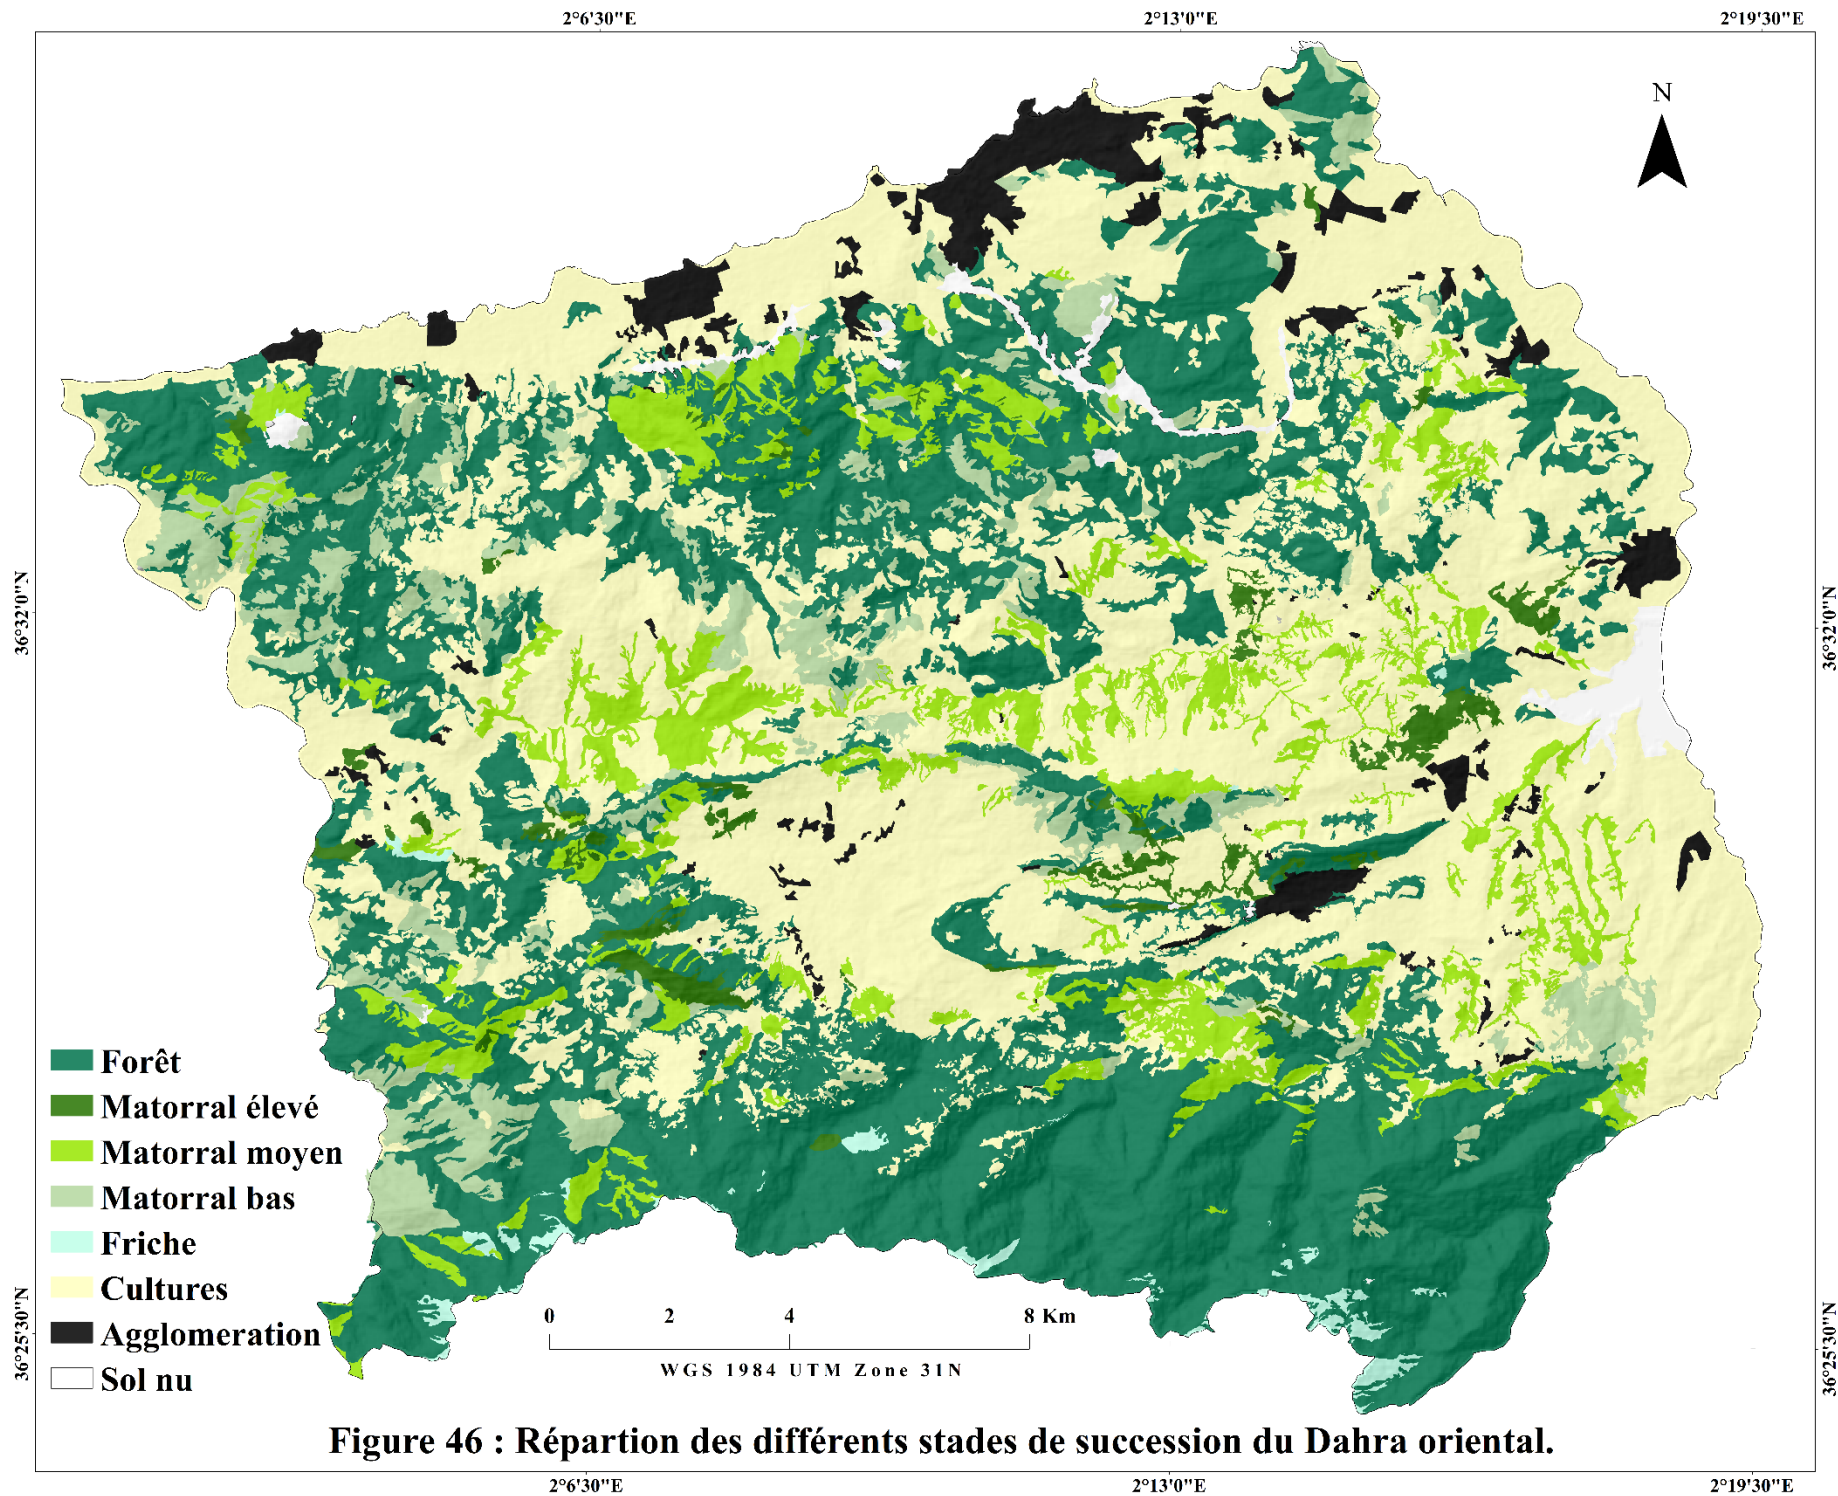 2°6'30"E 2°13'0"E 2°19'30"E
N
36°32'0"N 36°32'0"N
Forêt
Matorral élevé
Matorral moyen
Matorral bas
Friche
Cultures
Agglomeration
Sol nu
0 2 4 8 Km
WGS 1984 UTM Zone 31N
36°25'30"N 36°25'30"N
Figure 46 : Répartion des différents stades de succession du Dahra oriental.
2°6'30"E 2°13'0"E 2°19'30"E